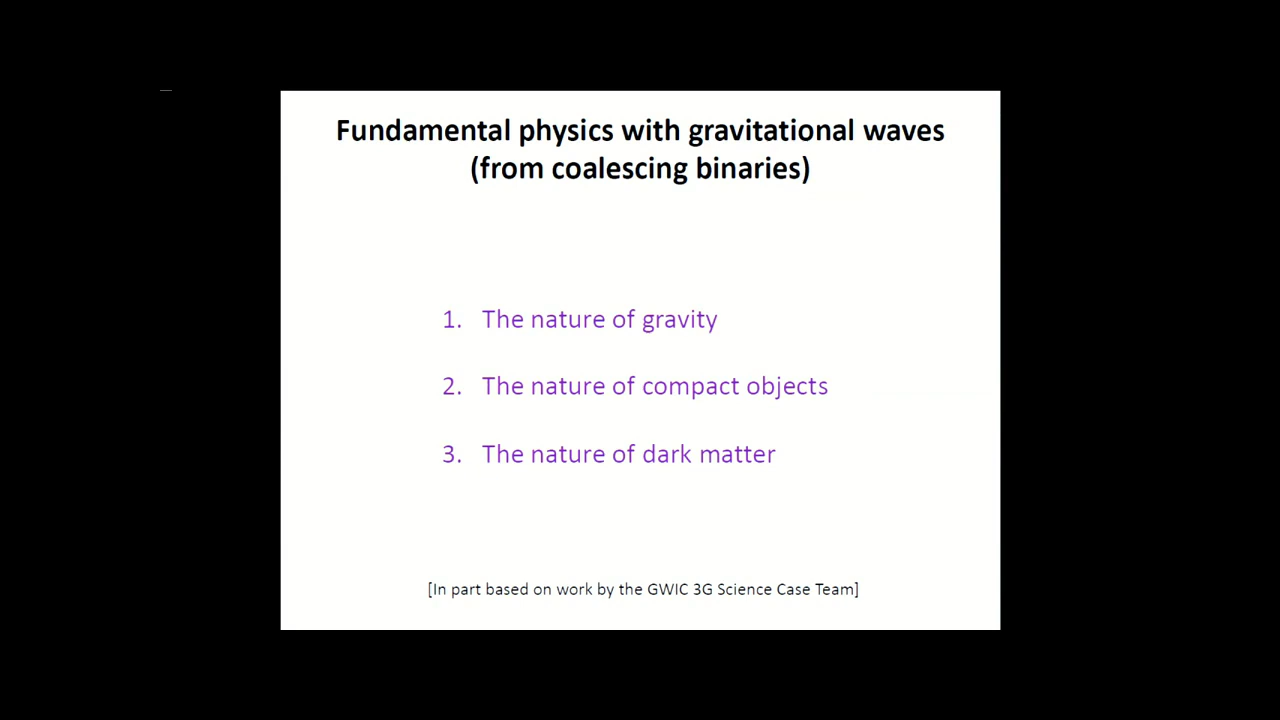 Fundamental physics with gravitational waves
(from coalescing binaries)
1. The nature of gravity
2. The nature of compact objects
3. The nature of dark matter
[In part based on work by the GWIC 3G Science Case Team]